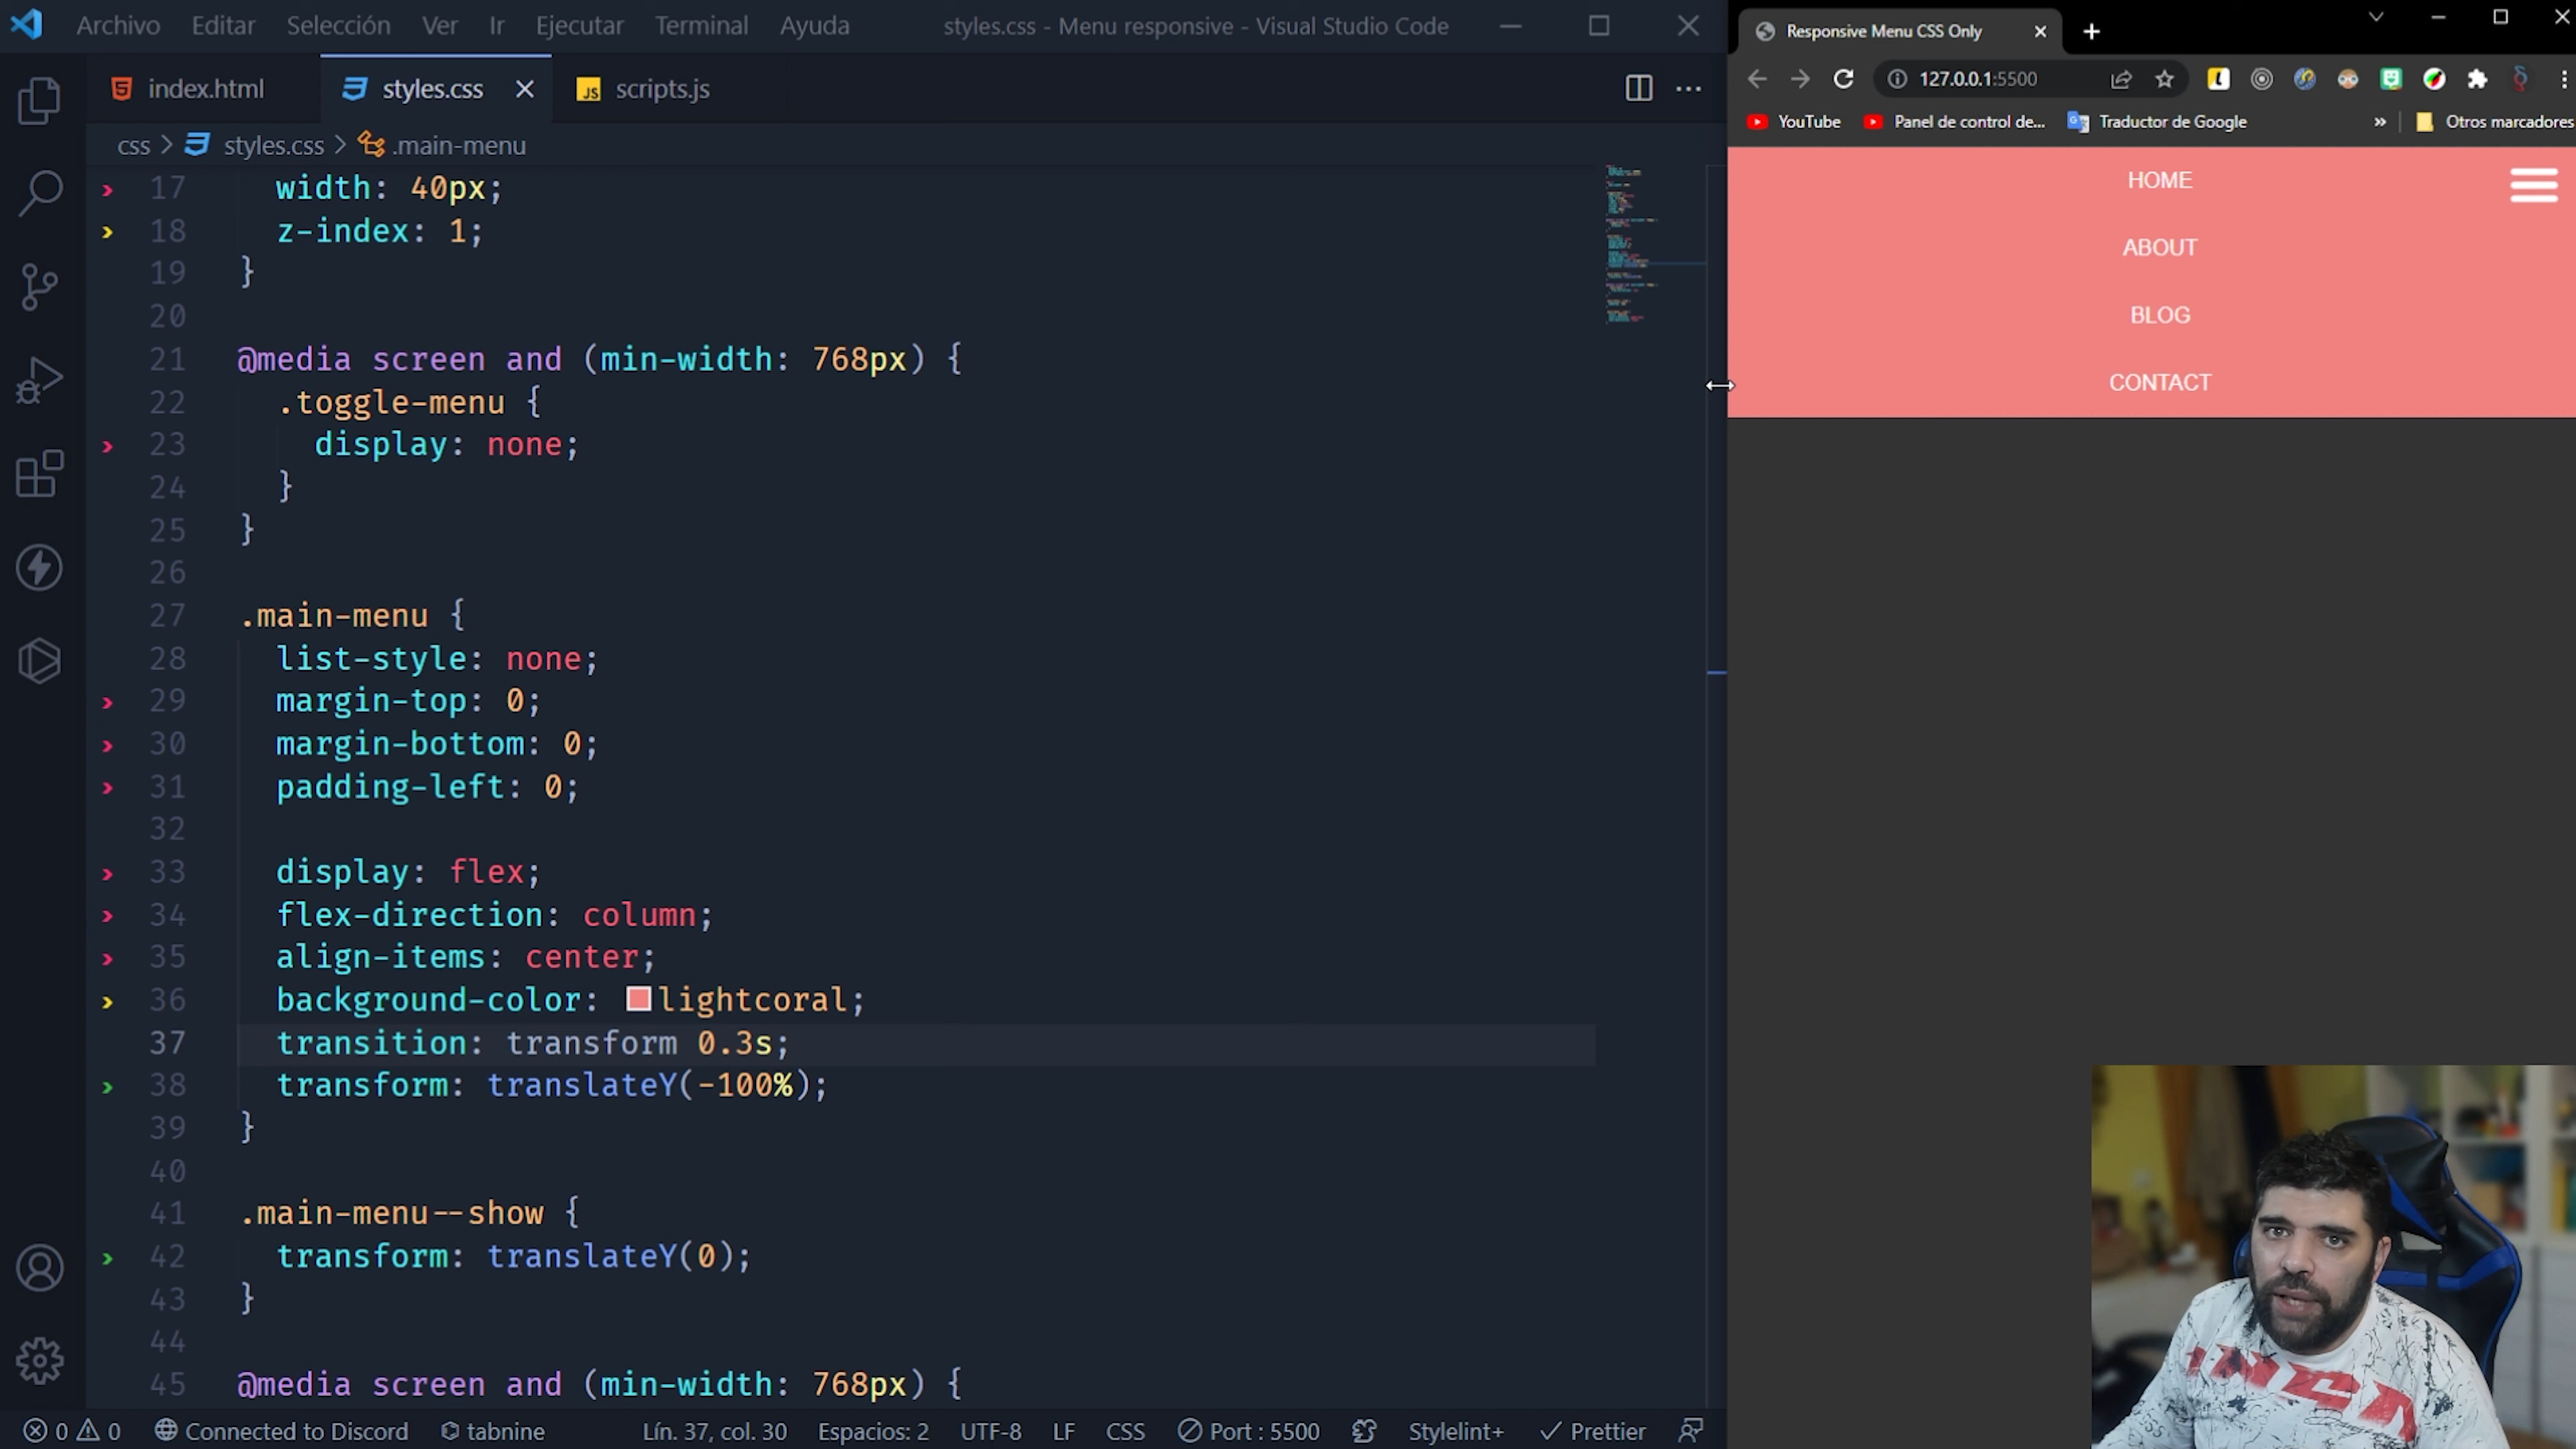 Archivo Editar Selección Ver Ir Ejecutar Terminal Ayuda styles.css - Menu responsive - Visual Studio Code
index.html styles.css JS scripts.js
css > styles.css > .main-menu
17 width: 40px;
18 z-index: 1;
19 }
20
21 @media screen and (min-width: 768px) {
22 .toggle-menu {
23 display: none;
24 }
25 }
26
27 .main-menu {
28 list-style: none;
29 margin-top: 0;
30 margin-bottom: 0;
31 padding-left: 0;
32
33 display: flex;
34 flex-direction: column;
35 align-items: center;
36 background-color: lightcoral;
37 transition: transform 0.3s;
38 transform: translateY(-100%);
39 }
40
41 .main-menu--show {
42 transform: translateY(0);
43 }
44
45 @media screen and (min-width: 768px) {
0 0 Connected to Discord tabnine Lín. 37, col. 30 Espacios: 2 UTF-8 LF CSS Port : 5500 Stylelint+ Prettier
Responsive Menu CSS Only
127.0.0.1:5500
YouTube Panel de control de... Traductor de Google » Otros marcadores
HOME
ABOUT
BLOG
CONTACT